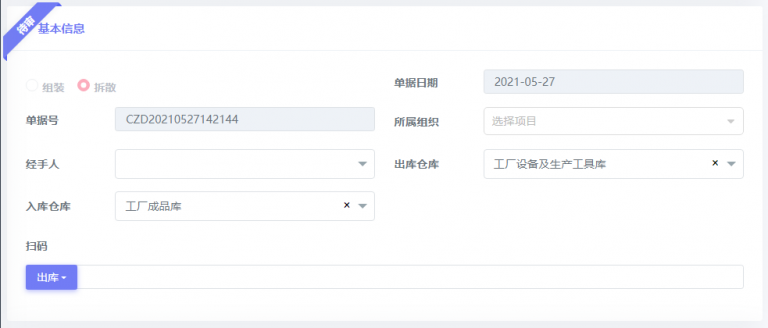 待审
基本信息
组装 拆散 单据日期 2021-05-27
单据号 CZD20210527142144 所属组织 选择项目
经手人 出库仓库 工厂设备及生产工具库 ×
入库仓库 工厂成品库 ×
扫码
出库